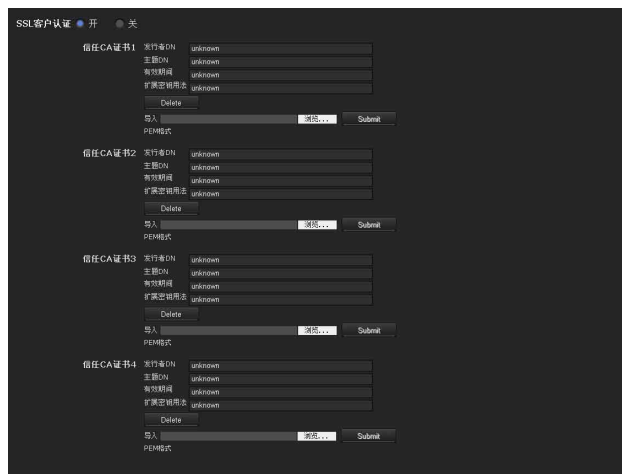 SSL客户认证 开 关
信任CA证书1 发行者DN unknown
主题DN unknown
有效期间 unknown
扩展密钥用法 unknown
Delete
导入 浏览... Submit
PEM格式
信任CA证书2 发行者DN unknown
主题DN unknown
有效期间 unknown
扩展密钥用法 unknown
Delete
导入 浏览... Submit
PEM格式
信任CA证书3 发行者DN unknown
主题DN unknown
有效期间 unknown
扩展密钥用法 unknown
Delete
导入 浏览... Submit
PEM格式
信任CA证书4 发行者DN unknown
主题DN unknown
有效期间 unknown
扩展密钥用法 unknown
Delete
导入 浏览... Submit
PEM格式